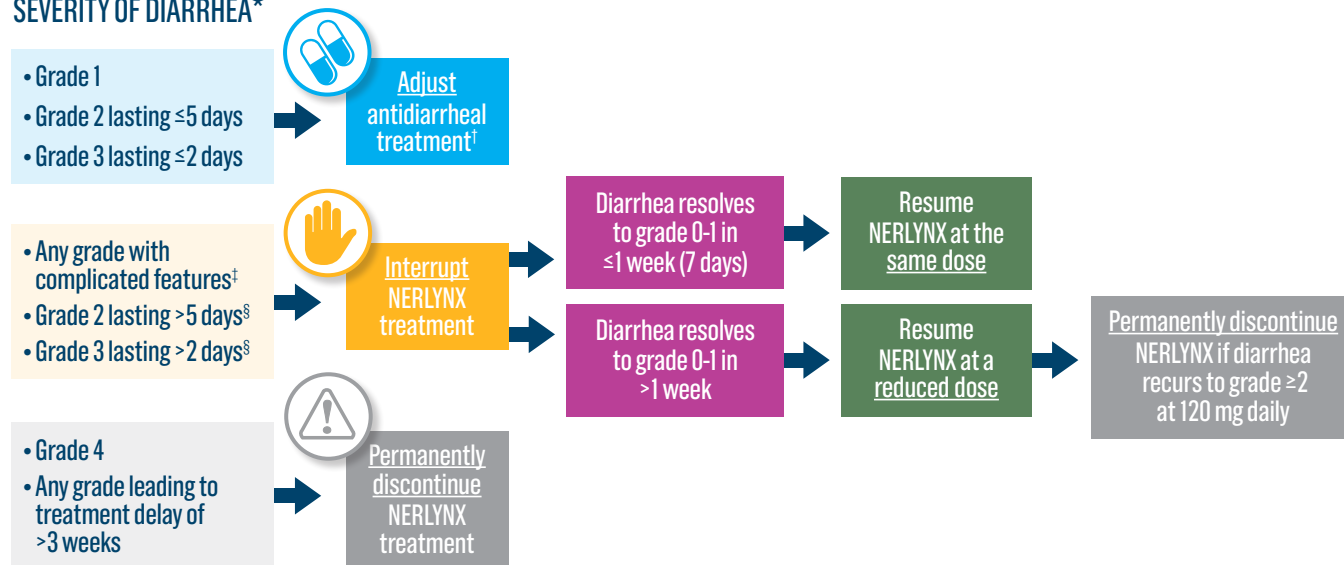 SEVERITY OF DIARRHEA*
• Grade 1
• Grade 2 lasting ≤5 days
• Grade 3 lasting ≤2 days
Adjust
antidiarrheal
treatment†
• Any grade with
complicated features‡
• Grade 2 lasting >5 days§
• Grade 3 lasting >2 days§
Interrupt
NERLYNX
treatment
Diarrhea resolves
to grade 0-1 in
≤1 week (7 days)
Resume
NERLYNX at the
same dose
Diarrhea resolves
to grade 0-1 in
>1 week
Resume
NERLYNX at a
reduced dose
Permanently discontinue
NERLYNX if diarrhea
recurs to grade ≥2
at 120 mg daily
• Grade 4
• Any grade leading to
treatment delay of
>3 weeks
Permanently
discontinue
NERLYNX
treatment